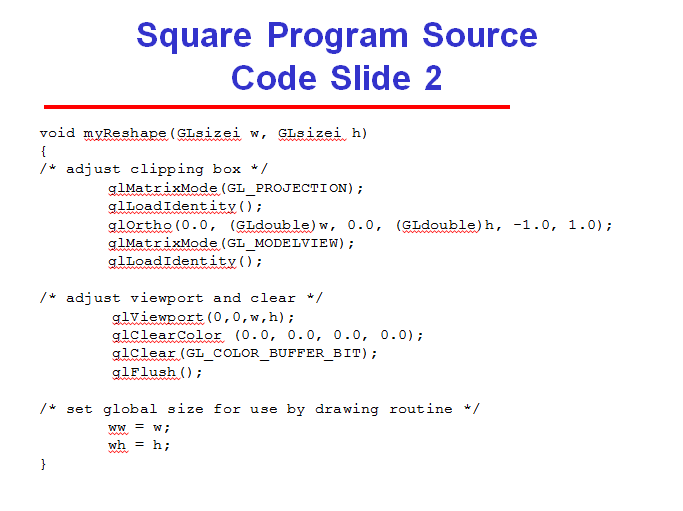 Square Program Source
Code Slide 2
void myReshape(GLsizei w, GLsizei h)
{
/* adjust clipping box */
glMatrixMode(GL_PROJECTION);
glLoadIdentity();
glOrtho(0.0, (GLdouble)w, 0.0, (GLdouble)h, -1.0, 1.0);
glMatrixMode(GL_MODELVIEW);
glLoadIdentity();
/* adjust viewport and clear */
glViewport(0,0,w,h);
glClearColor (0.0, 0.0, 0.0, 0.0);
glClear(GL_COLOR_BUFFER_BIT);
glFlush();
/* set global size for use by drawing routine */
ww = w;
wh = h;
}